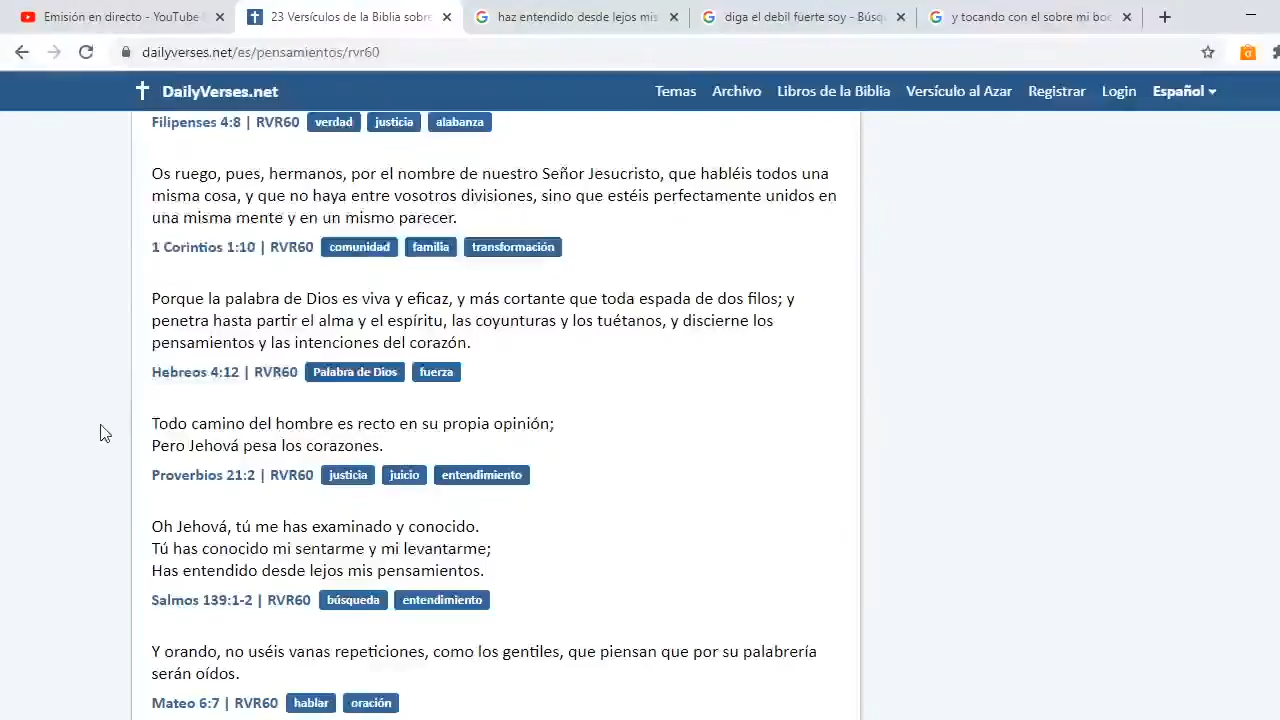 Emisión en directo - YouTube
23 Versículos de la Biblia sobre
haz entendido desde lejos mis
diga el debil fuerte soy - Búsqu
y tocando con el sobre mi boc
dailyverses.net/es/pensamientos/rvr60
DailyVerses.net
Temas Archivo Libros de la Biblia Versículo al Azar Registrar Login Español
Filipenses 4:8 | RVR60 verdad justicia alabanza
Os ruego, pues, hermanos, por el nombre de nuestro Señor Jesucristo, que habléis todos una
misma cosa, y que no haya entre vosotros divisiones, sino que estéis perfectamente unidos en
una misma mente y en un mismo parecer.
1 Corintios 1:10 | RVR60 comunidad familia transformación
Porque la palabra de Dios es viva y eficaz, y más cortante que toda espada de dos filos; y
penetra hasta partir el alma y el espíritu, las coyunturas y los tuétanos, y discierne los
pensamientos y las intenciones del corazón.
Hebreos 4:12 | RVR60 Palabra de Dios fuerza
Todo camino del hombre es recto en su propia opinión;
Pero Jehová pesa los corazones.
Proverbios 21:2 | RVR60 justicia juicio entendimiento
Oh Jehová, tú me has examinado y conocido.
Tú has conocido mi sentarme y mi levantarme;
Has entendido desde lejos mis pensamientos.
Salmos 139:1-2 | RVR60 búsqueda entendimiento
Y orando, no uséis vanas repeticiones, como los gentiles, que piensan que por su palabrería
serán oídos.
Mateo 6:7 | RVR60 hablar oración